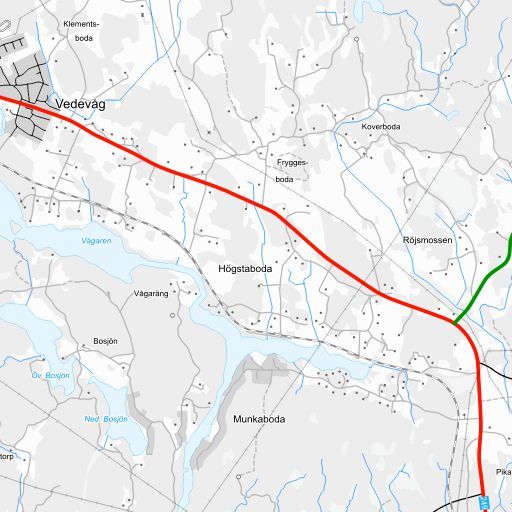 Klements-
boda
Vedevåg
Koverboda
Frygges-
boda
Vågaren
Röjsmossen
Högstaboda
Vågaräng
Bosjön
Öv. Bosjön
Ned. Bosjön
Munkaboda
torp
Pika